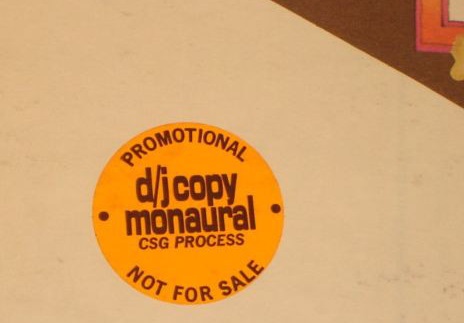 PROMOTIONAL
d/j copy
monaural
CSG PROCESS
NOT FOR SALE